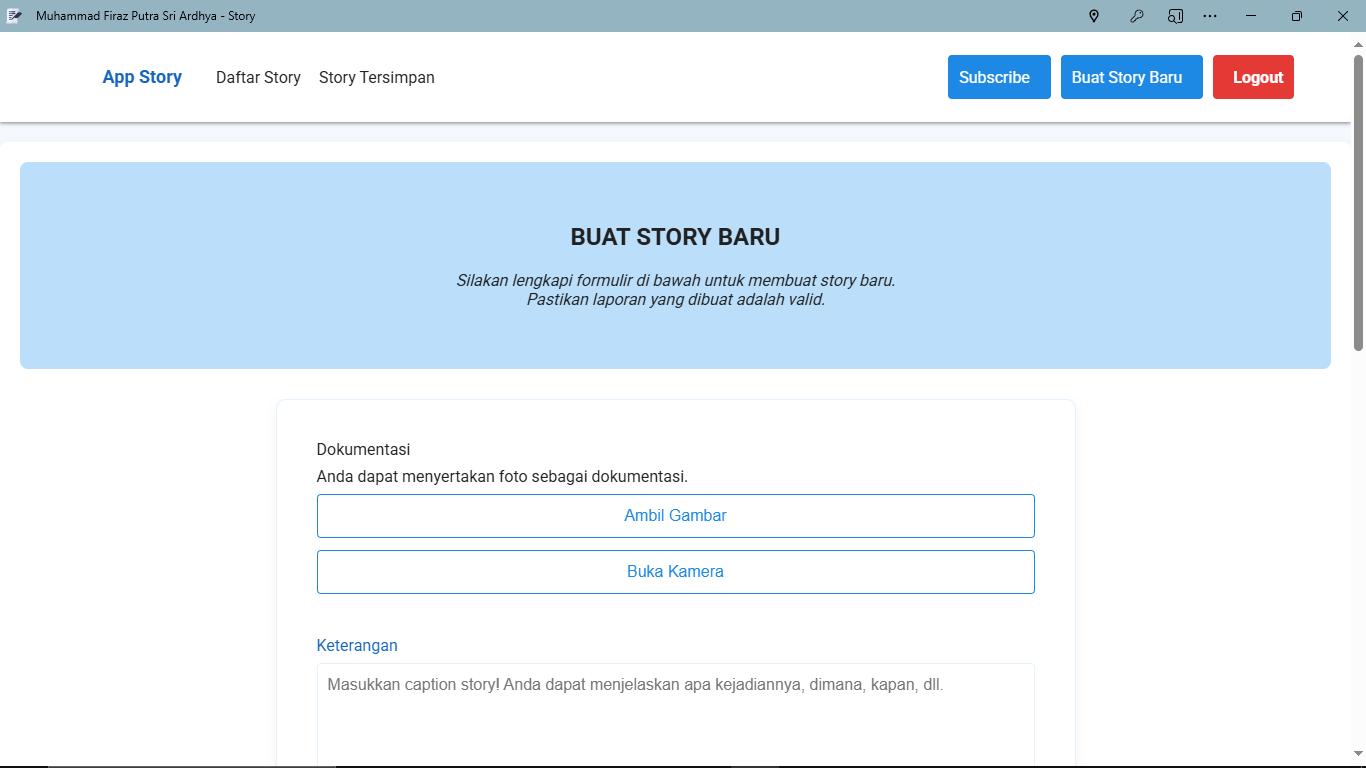 Muhammad Firaz Putra Sri Ardhya - Story
App Story
Daftar Story
Story Tersimpan
Subscribe
Buat Story Baru
Logout
BUAT STORY BARU
Silakan lengkapi formulir di bawah untuk membuat story baru.
Pastikan laporan yang dibuat adalah valid.
Dokumentasi
Anda dapat menyertakan foto sebagai dokumentasi.
Ambil Gambar
Buka Kamera
Keterangan
Masukkan caption story! Anda dapat menjelaskan apa kejadiannya, dimana, kapan, dll.